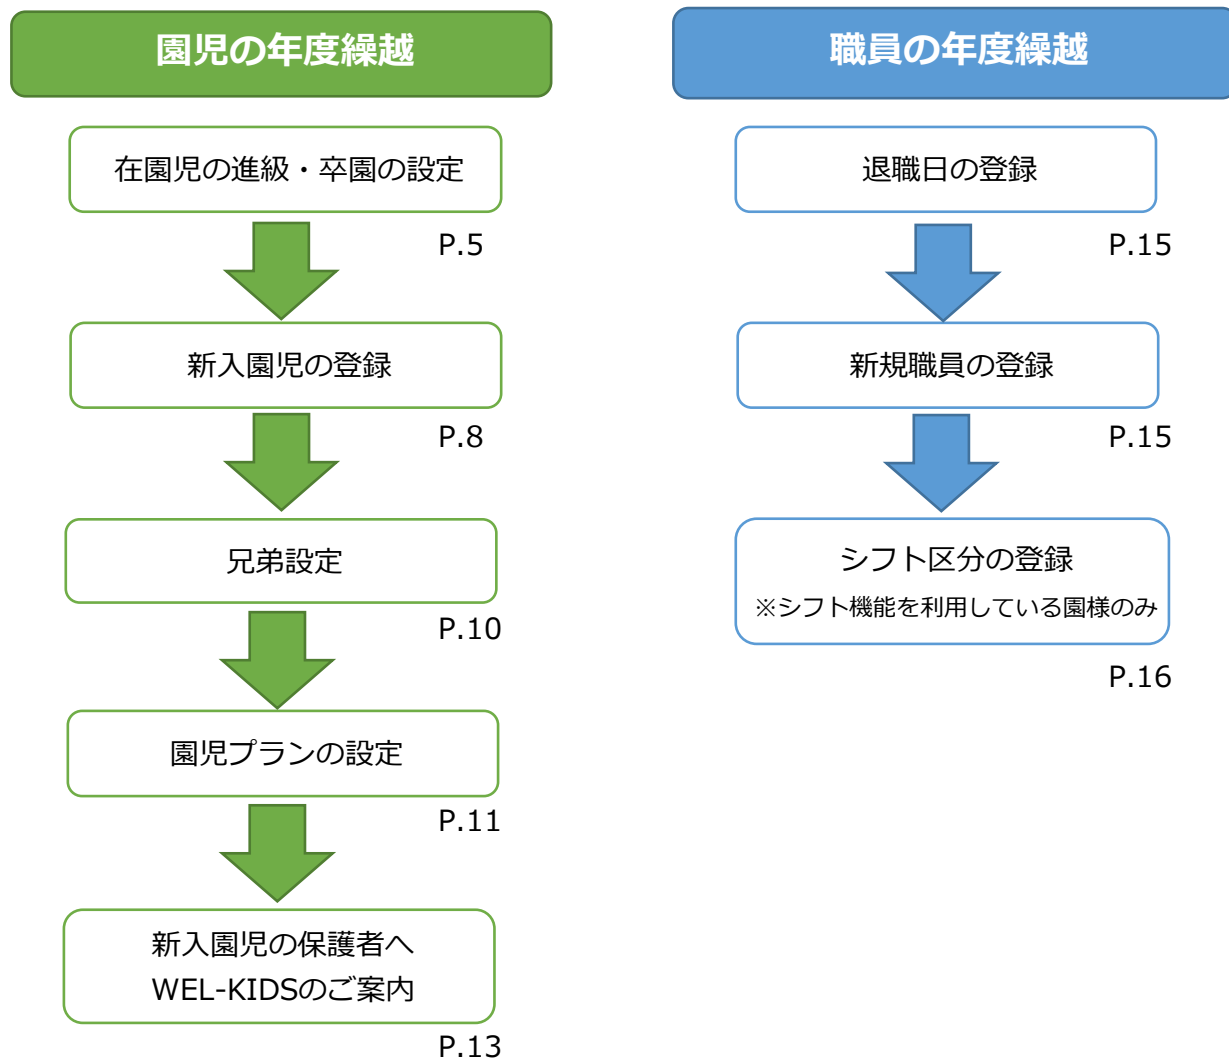 園児の年度繰越
在園児の進級・卒園の設定
P.5
新入園児の登録
P.8
兄弟設定
P.10
園児プランの設定
P.11
新入園児の保護者へ
WEL-KIDSのご案内
P.13
職員の年度繰越
退職日の登録
P.15
新規職員の登録
P.15
シフト区分の登録
※シフト機能を利用している園様のみ
P.16